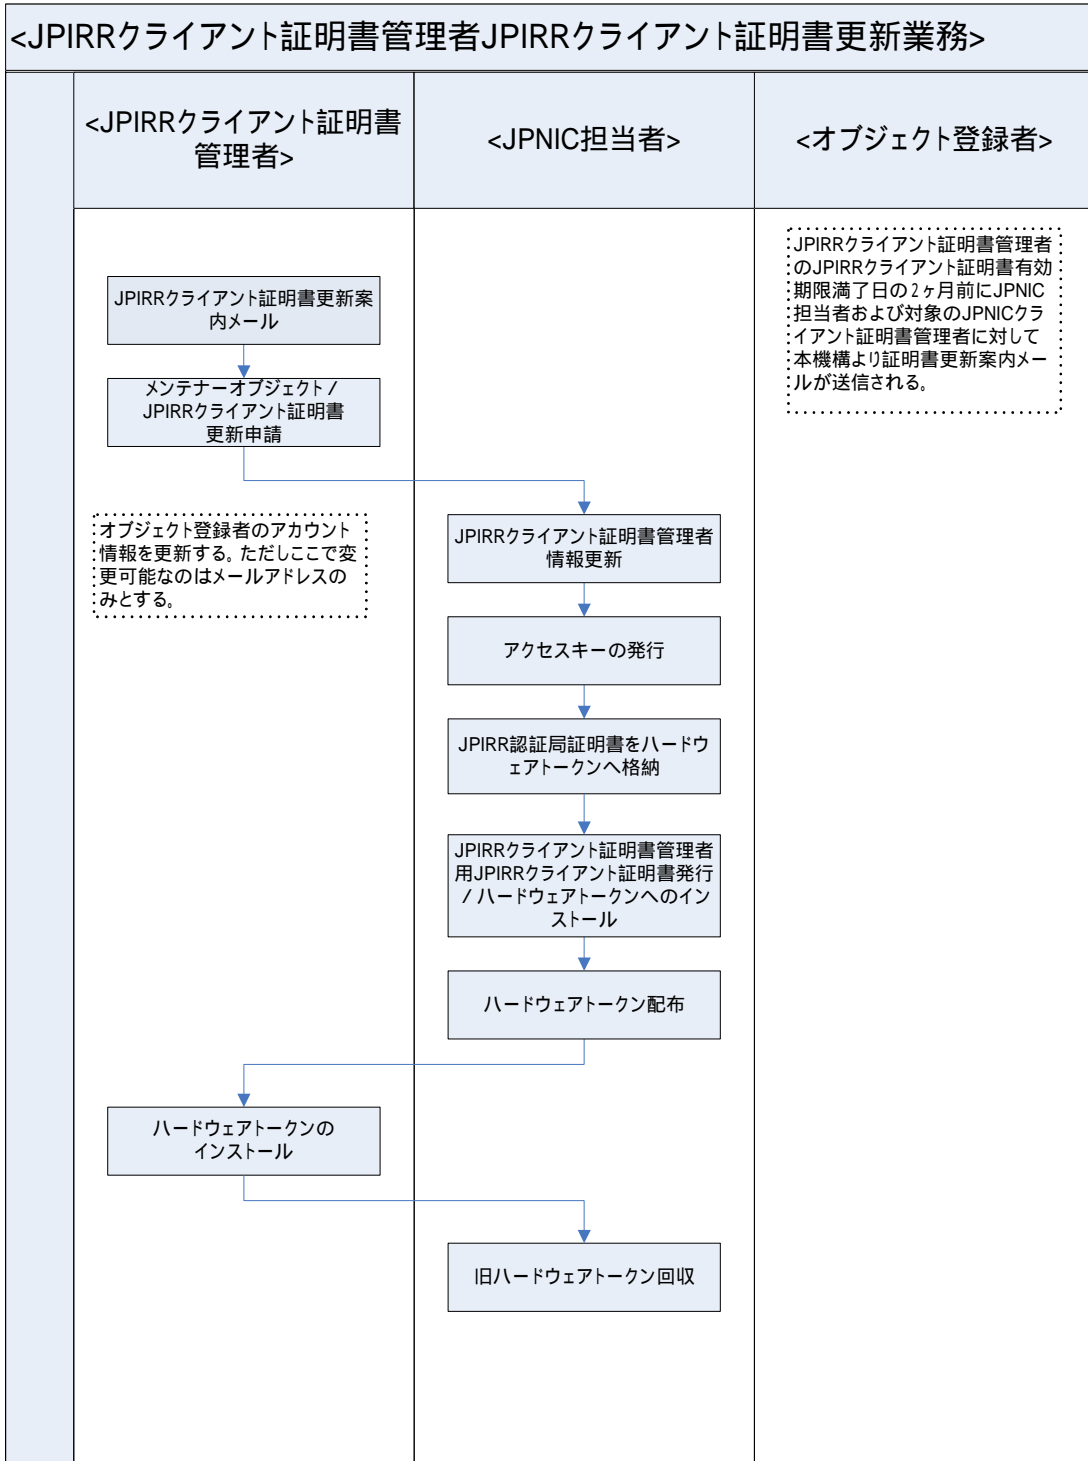 <JPIRRクライアント証明書管理者JPIRRクライアント証明書更新業務>
<JPIRRクライアント証明書
管理者>
<JPNIC担当者>
<オブジェクト登録者>
JPIRRクライアント証明書管理者
のJPIRRクライアント証明書有効
期限満了日の2ヶ月前にJPNIC
担当者および対象のJPNICクラ
イアント証明書管理者に対して
本機構より証明書更新案内メー
ルが送信される。
JPIRRクライアント証明書更新案
内メール
メンテナーオブジェクト/
JPIRRクライアント証明書
更新申請
オブジェクト登録者のアカウント
情報を更新する。ただしここで変
更可能なのはメールアドレスの
みとする。
JPIRRクライアント証明書管理者
情報更新
アクセスキーの発行
JPIRR認証局証明書をハードウ
ェアトークンへ格納
JPIRRクライアント証明書管理者
用JPIRRクライアント証明書発行
/ハードウェアトークンへのイン
ストール
ハードウェアトークン配布
ハードウェアトークンの
インストール
旧ハードウェアトークン回収